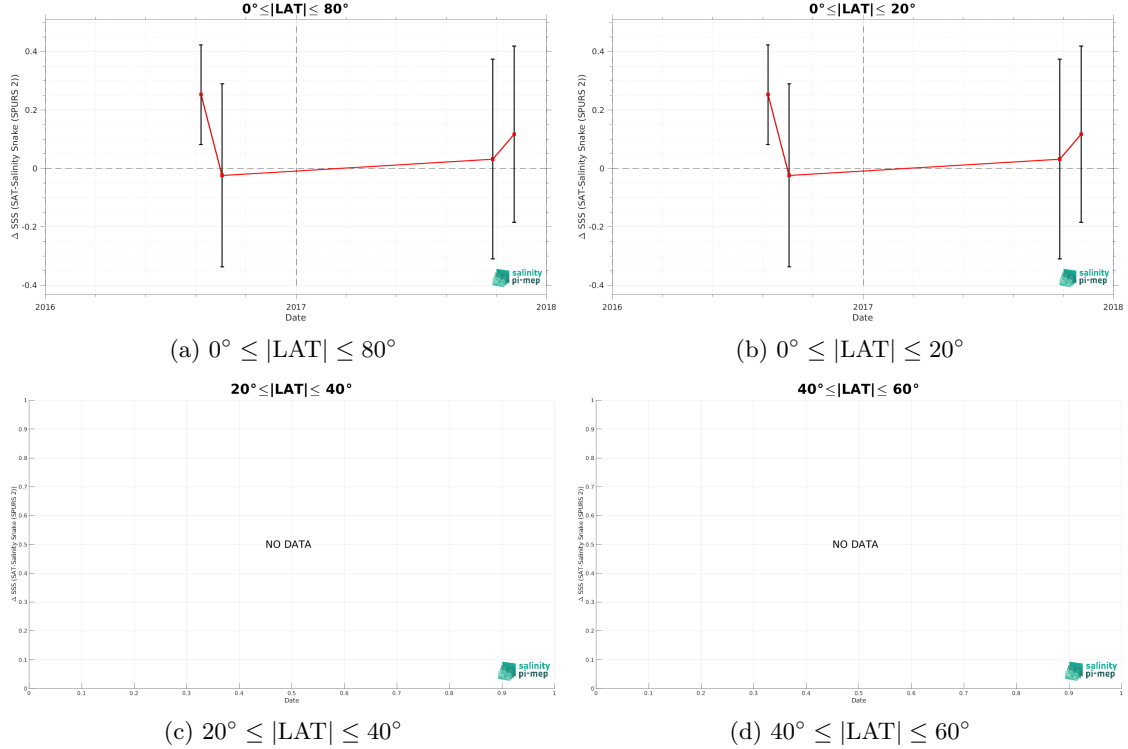 0°≤|LAT|≤ 80°
Δ SSS (SAT-Salinity Snake (SPURS 2))
0.4
0.2
0
-0.2
-0.4
2016
2017
2018
Date
salinity
pi-mep
(a) 0° ≤ |LAT| ≤ 80°
0°≤|LAT|≤ 20°
Δ SSS (SAT-Salinity Snake (SPURS 2))
0.4
0.2
0
-0.2
-0.4
2016
2017
2018
Date
salinity
pi-mep
(b) 0° ≤ |LAT| ≤ 20°
20°≤|LAT|≤ 40°
Δ SSS (SAT-Salinity Snake (SPURS 2))
1
0.9
0.8
0.7
0.6
0.5
0.4
0.3
0.2
0.1
0
NO DATA
0 0.1 0.2 0.3 0.4 0.5 0.6 0.7 0.8 0.9 1
Date
salinity
pi-mep
(c) 20° ≤ |LAT| ≤ 40°
40°≤|LAT|≤ 60°
Δ SSS (SAT-Salinity Snake (SPURS 2))
1
0.9
0.8
0.7
0.6
0.5
0.4
0.3
0.2
0.1
0
NO DATA
0 0.1 0.2 0.3 0.4 0.5 0.6 0.7 0.8 0.9 1
Date
salinity
pi-mep
(d) 40° ≤ |LAT| ≤ 60°